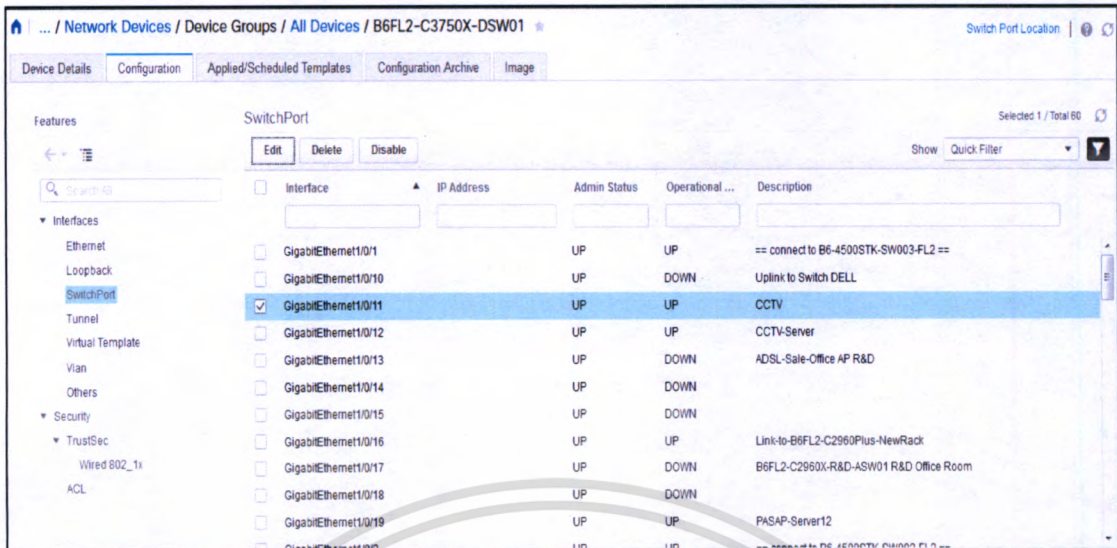 ... / Network Devices / Device Groups / All Devices / B6FL2-C3750X-DSW01
Switch Port Location
Device Details Configuration Applied/Scheduled Templates Configuration Archive Image
Features
SwitchPort
Selected 1 / Total 60
Edit Delete Disable
Show Quick Filter
Search All
Interface IP Address Admin Status Operational ... Description
Interfaces
Ethernet
Loopback
SwitchPort
Tunnel
Virtual Template
Vlan
Others
Security
TrustSec
Wired 802_1x
ACL
GigabitEthernet1/0/1 UP UP == connect to B6-4500STK-SW003-FL2 ==
GigabitEthernet1/0/10 UP DOWN Uplink to Switch DELL
GigabitEthernet1/0/11 UP UP CCTV
GigabitEthernet1/0/12 UP UP CCTV-Server
GigabitEthernet1/0/13 UP DOWN ADSL-Sale-Office AP R&D
GigabitEthernet1/0/14 UP DOWN
GigabitEthernet1/0/15 UP DOWN
GigabitEthernet1/0/16 UP UP Link-to-B6FL2-C2960Plus-NewRack
GigabitEthernet1/0/17 UP DOWN B6FL2-C2960X-R&D-ASW01 R&D Office Room
GigabitEthernet1/0/18 UP DOWN
GigabitEthernet1/0/19 UP UP PASAP-Server12